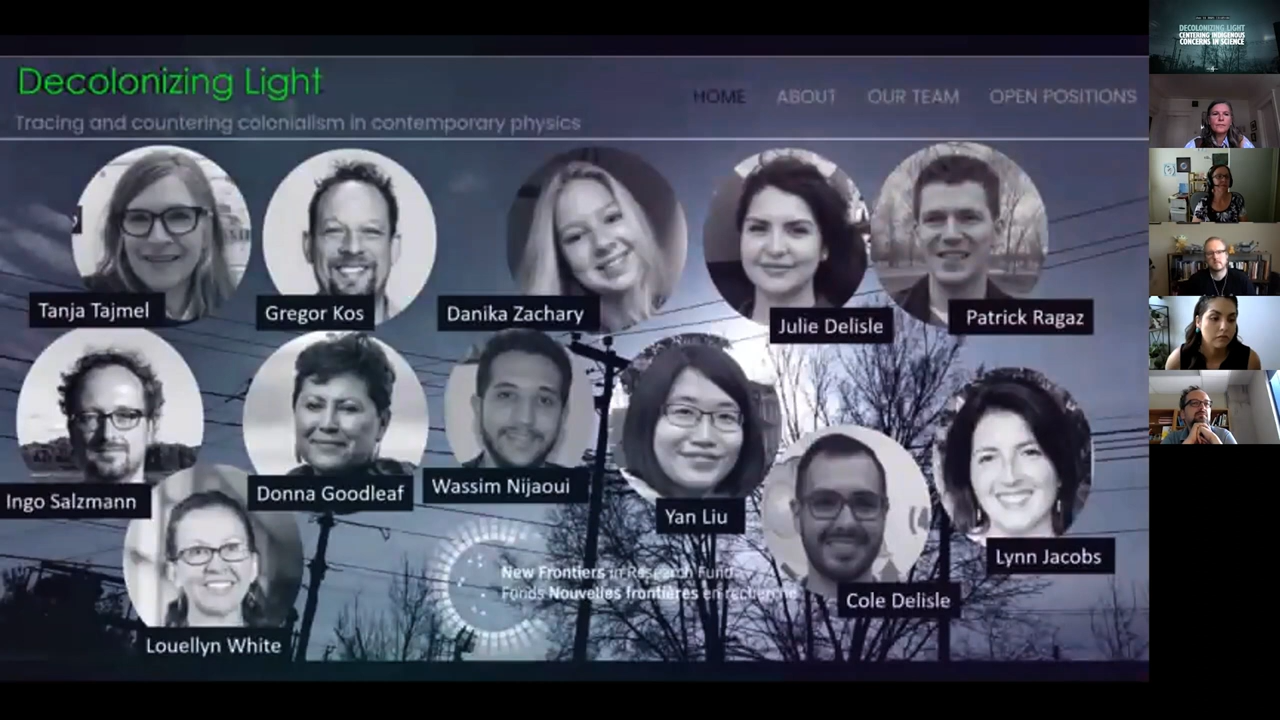 Decolonizing Light
Tracing and countering colonialism in contemporary physics
HOME ABOUT OUR TEAM OPEN POSITIONS
Tanja Tajmel
Gregor Kos
Danika Zachary
Julie Delisle
Patrick Ragaz
Ingo Salzmann
Donna Goodleaf
Wassim Nijaoui
Yan Liu
Cole Delisle
Lynn Jacobs
Louellyn White
New Frontiers in Research Fund
Fonds Nouvelles frontières en recherche
DECOLONIZING LIGHT
CENTERING INDIGENOUS
CONCERNS IN SCIENCE